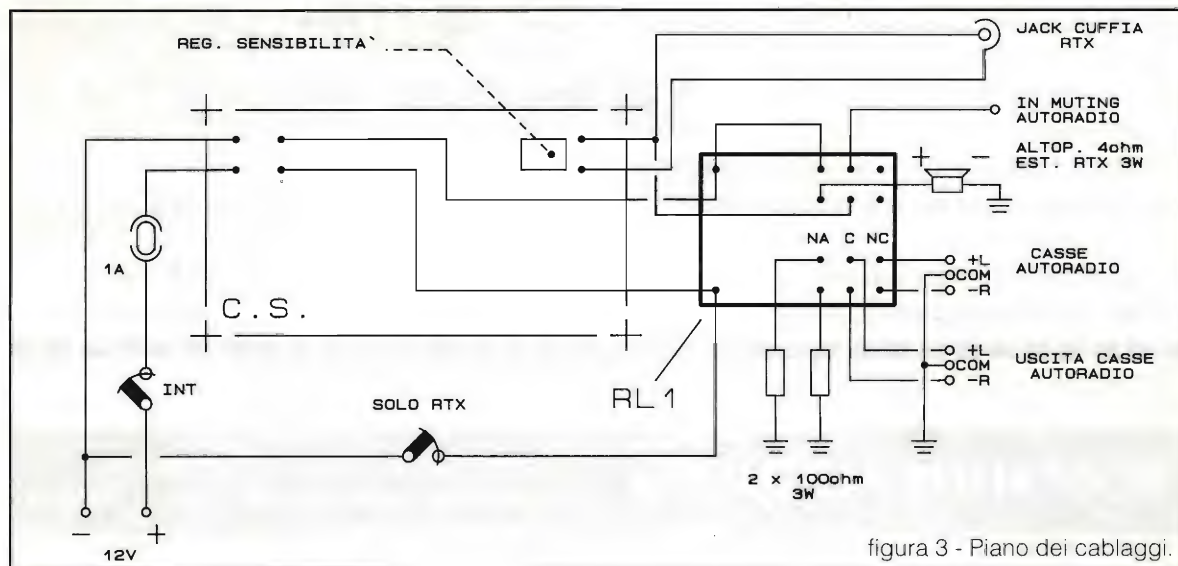 REG. SENSIBILITA`
JACK CUFFIA
RTX
IN MUTING
AUTORADIO
ALTOP. 4ohm
EST. RTX 3W
+ -
NA C NC
+L
COM
-R
CASSE
AUTORADIO
1A
C.S.
+L
COM
-R
USCITA CASSE
AUTORADIO
INT
SOLO RTX
RL1
2 x 100ohm
3W
- +
12V
figura 3 - Piano dei cablaggi.